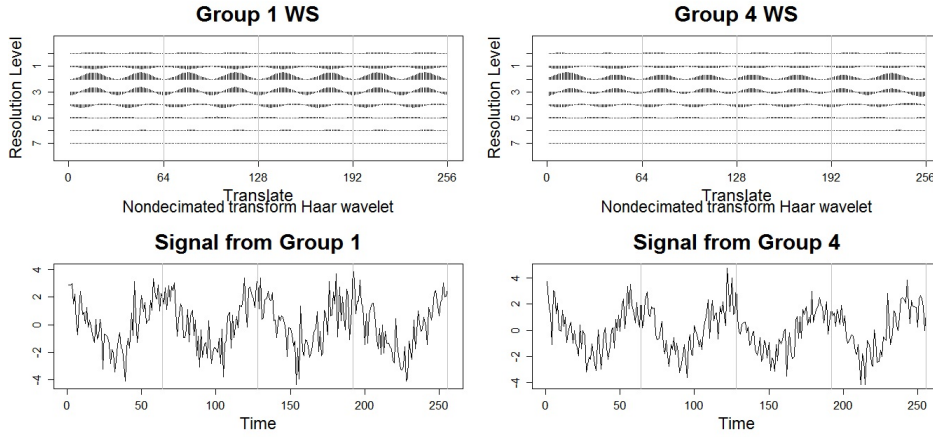 Group 1 WS
Resolution Level
1
3
5
7
0 64 128 192 256
Translate
Nondecimated transform Haar wavelet
Group 4 WS
Resolution Level
1
3
5
7
0 64 128 192 256
Translate
Nondecimated transform Haar wavelet
Signal from Group 1
4
2
0
-2
-4
0 50 100 150 200 250
Time
Signal from Group 4
4
2
0
-2
-4
0 50 100 150 200 250
Time